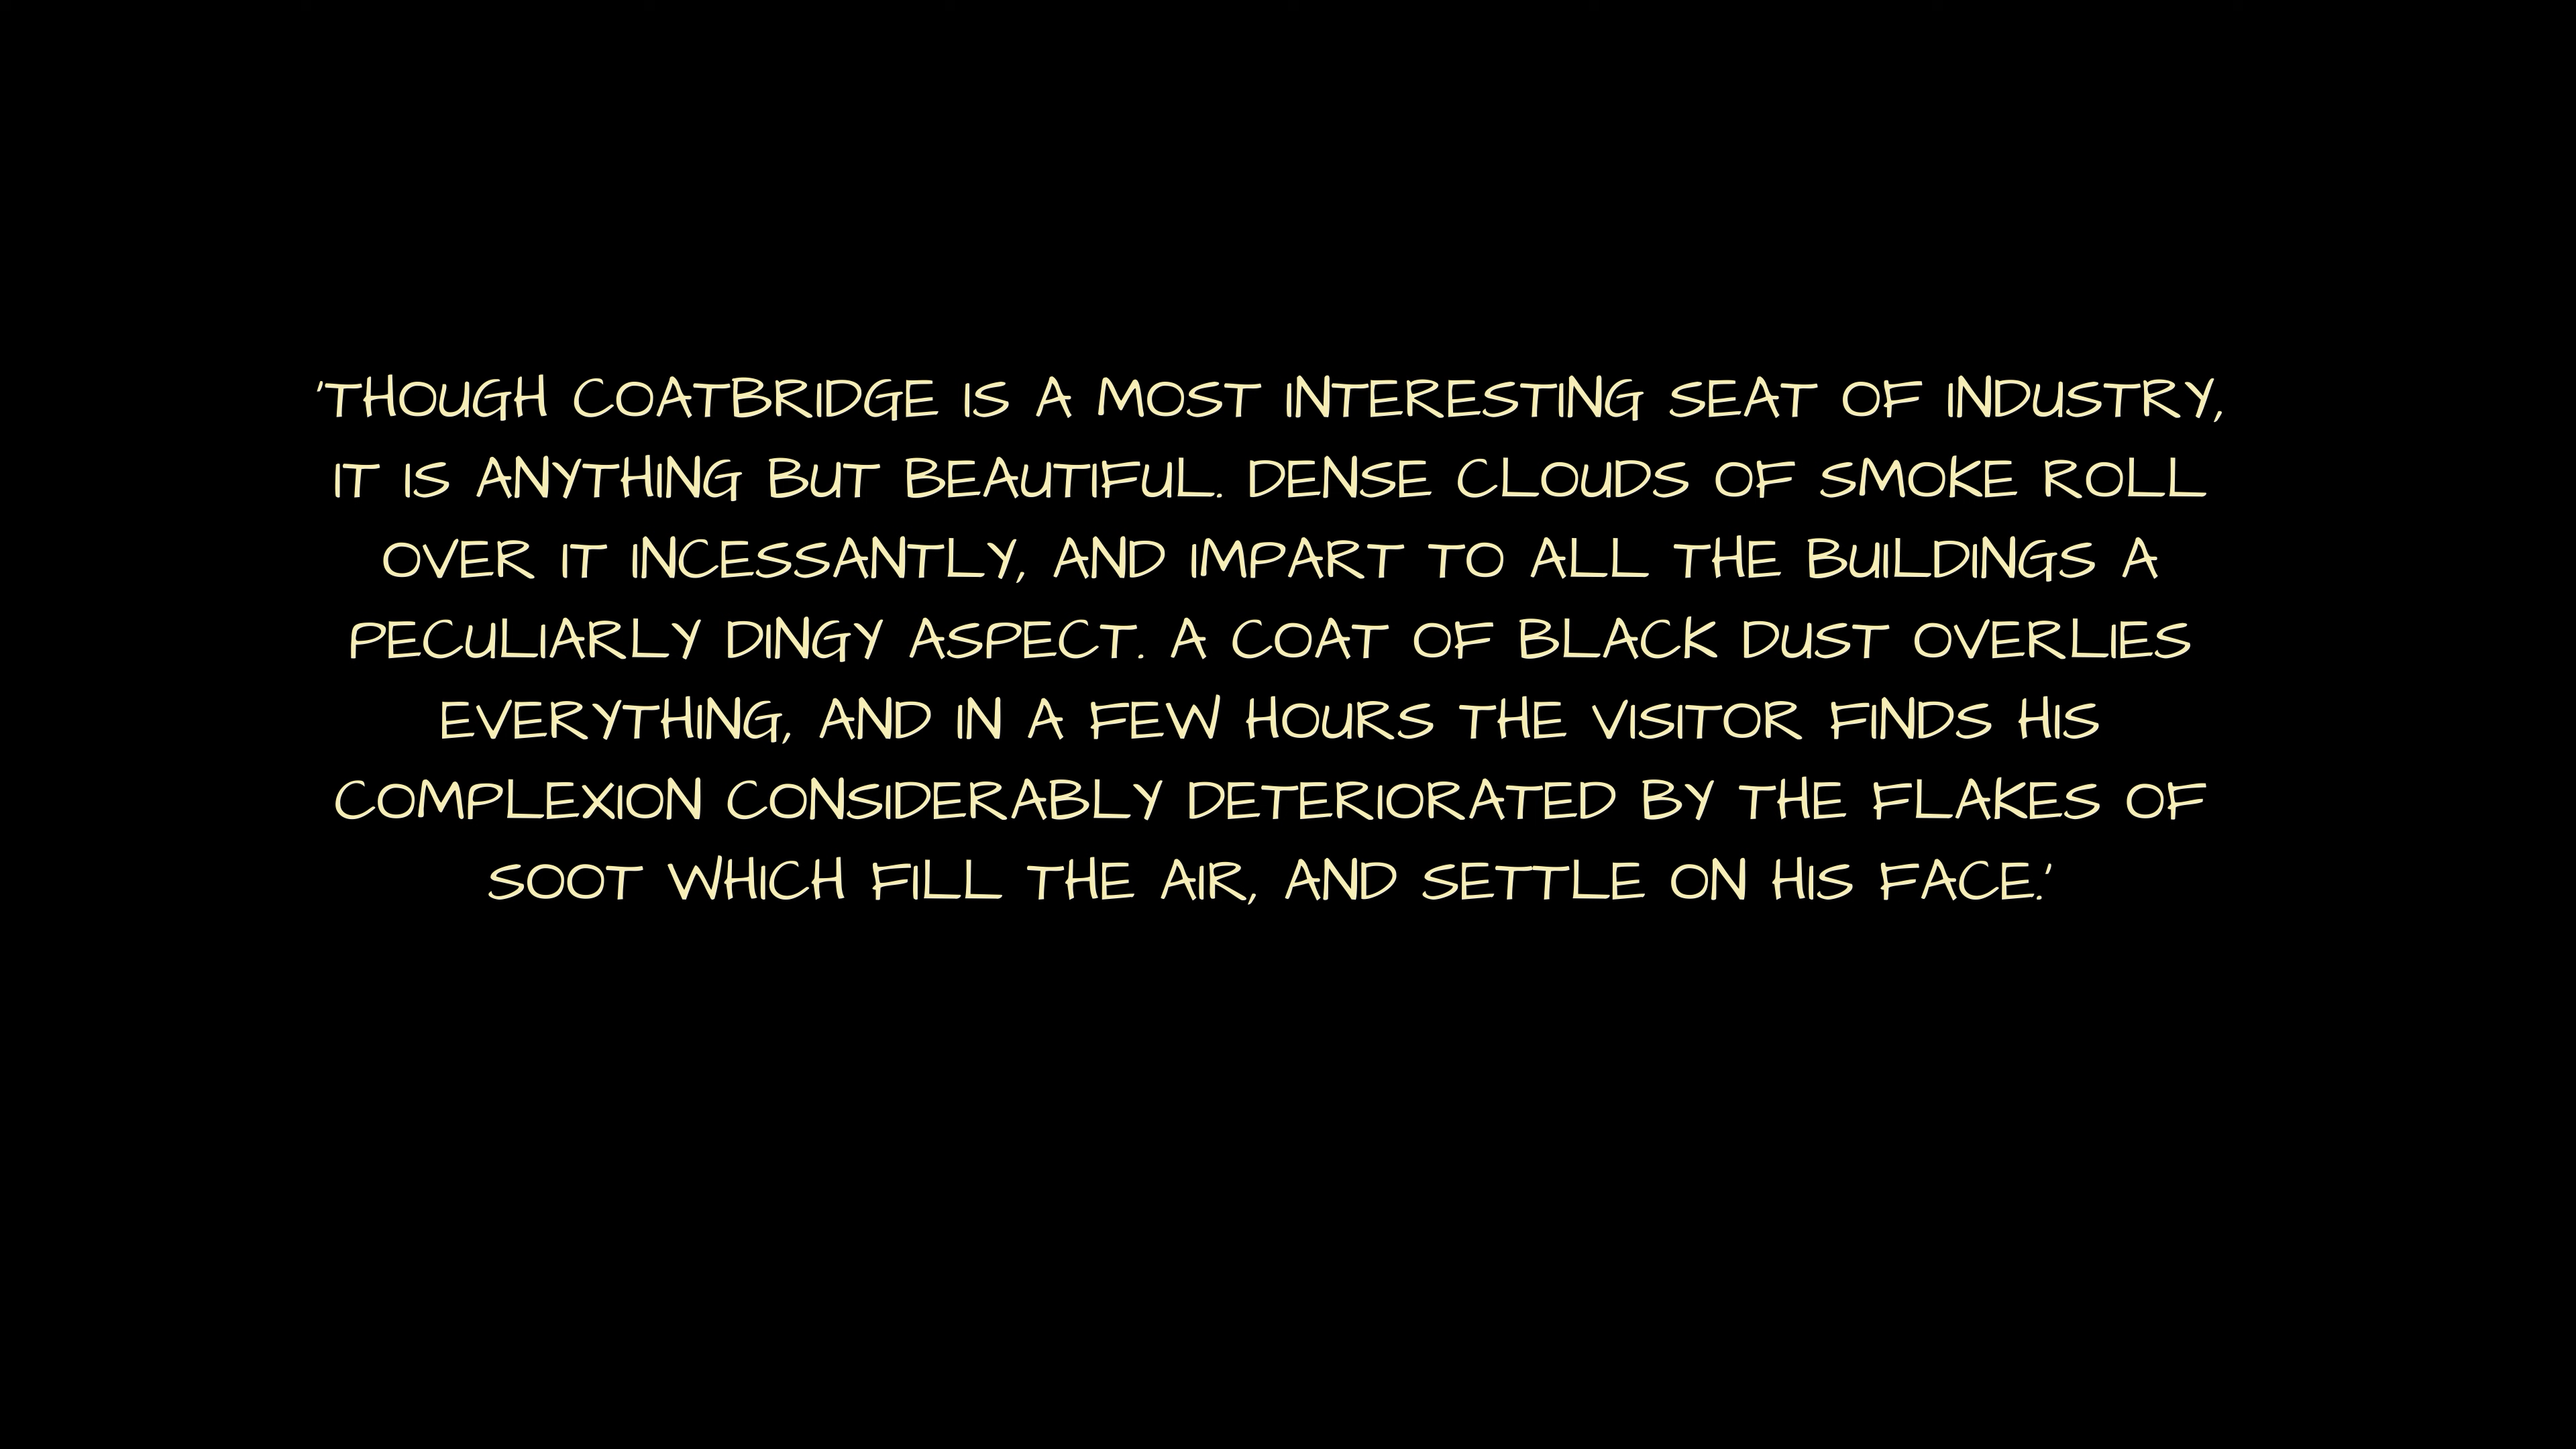 'THOUGH COATBRIDGE IS A MOST INTERESTING SEAT OF INDUSTRY,
IT IS ANYTHING BUT BEAUTIFUL. DENSE CLOUDS OF SMOKE ROLL
OVER IT INCESSANTLY, AND IMPART TO ALL THE BUILDINGS A
PECULIARLY DINGY ASPECT. A COAT OF BLACK DUST OVERLIES
EVERYTHING, AND IN A FEW HOURS THE VISITOR FINDS HIS
COMPLEXION CONSIDERABLY DETERIORATED BY THE FLAKES OF
SOOT WHICH FILL THE AIR, AND SETTLE ON HIS FACE.'